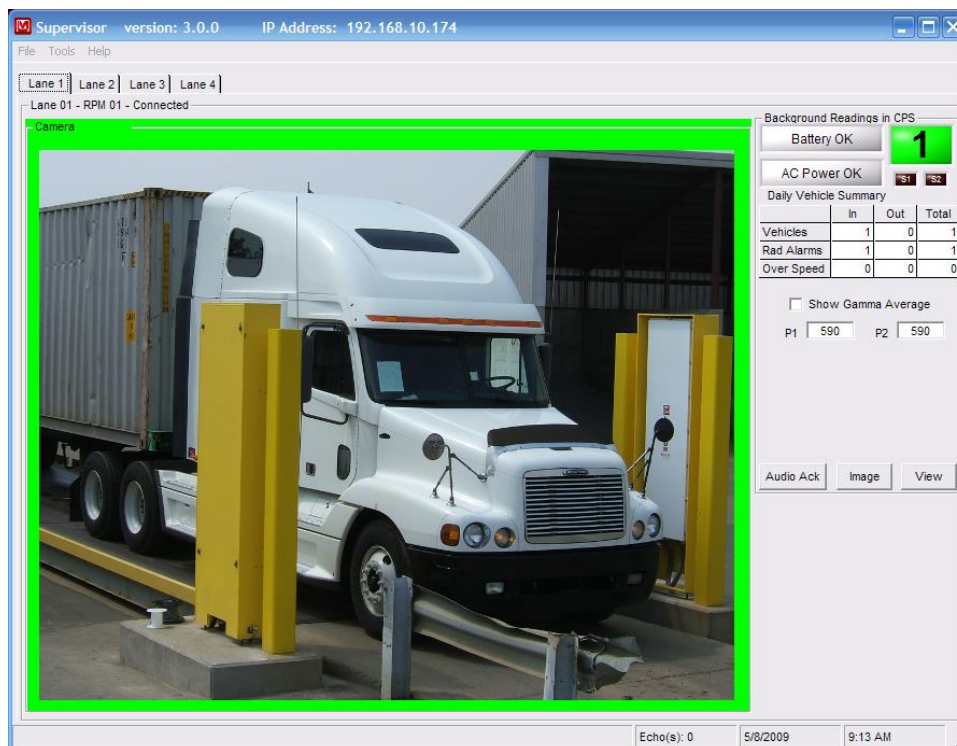 M Supervisor version: 3.0.0 IP Address: 192.168.10.174
File Tools Help
Lane 1 Lane 2 Lane 3 Lane 4
Lane 01 - RPM 01 - Connected
Camera
Background Readings in CPS
Battery OK 1
AC Power OK S1 S2
Daily Vehicle Summary
In Out Total
Vehicles 1 0 1
Rad Alarms 1 0 1
Over Speed 0 0 0
Show Gamma Average
P1 590 P2 590
Audio Ack Image View
Echo(s): 0 5/8/2009 9:13 AM